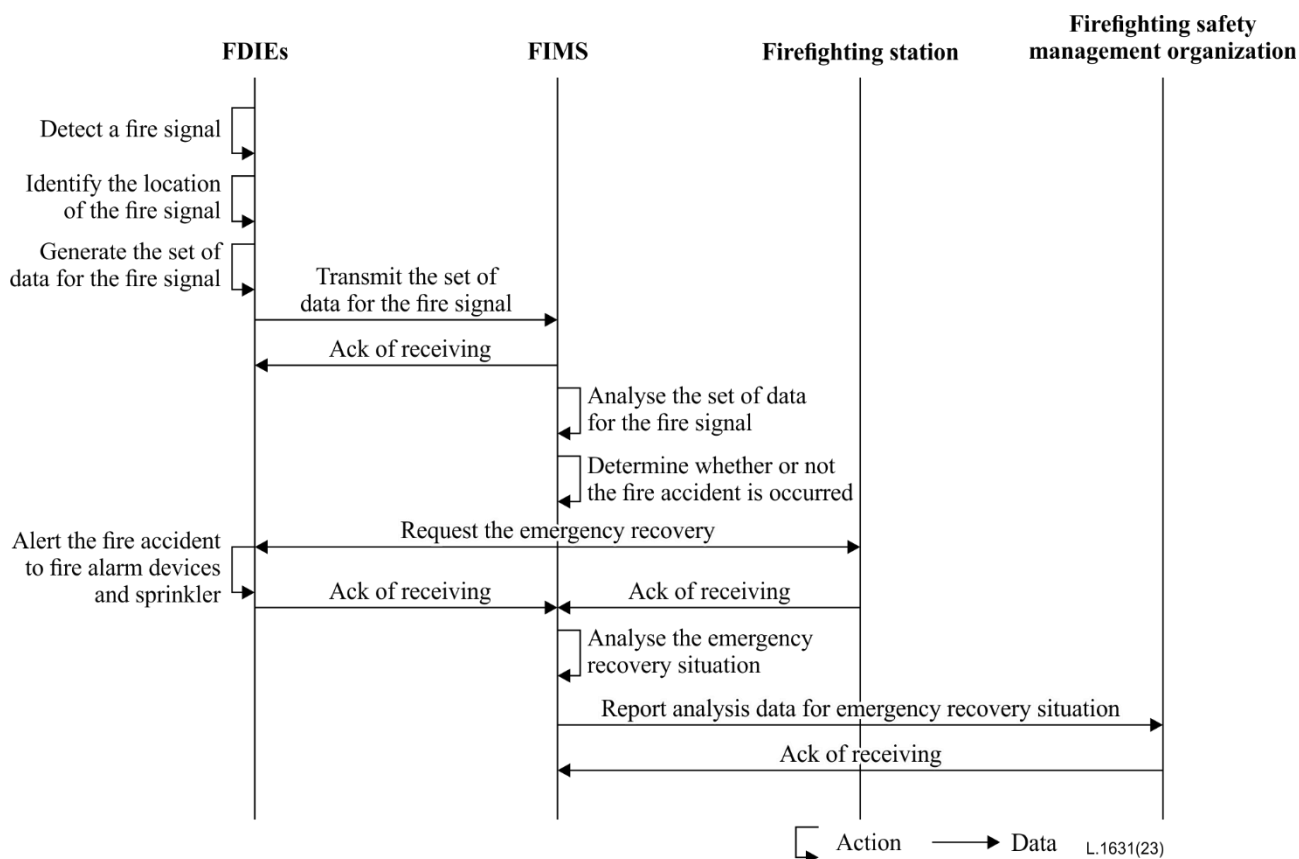 FDIEs
FIMS
Firefighting station
Firefighting safety
management organization
Detect a fire signal
Identify the location
of the fire signal
Generate the set of
data for the fire signal
Transmit the set of
data for the fire signal
Ack of receiving
Analyse the set of data
for the fire signal
Determine whether or not
the fire accident is occurred
Request the emergency recovery
Alert the fire accident
to fire alarm devices
and sprinkler
Ack of receiving
Ack of receiving
Analyse the emergency
recovery situation
Report analysis data for emergency recovery situation
Ack of receiving
Action
Data
L.1631(23)